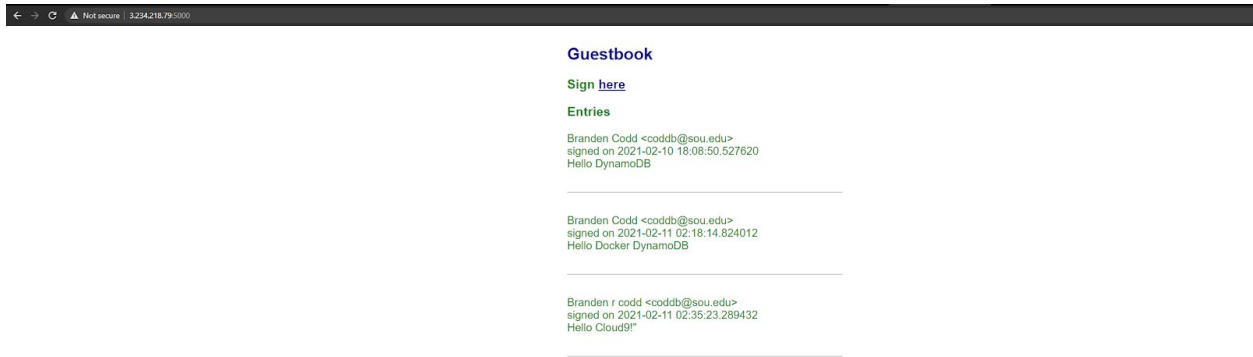 Not secure | 3.234.218.79:5000
Guestbook
Sign here
Entries
Branden Codd <coddb@sou.edu>
signed on 2021-02-10 18:08:50.527620
Hello DynamoDB
Branden Codd <coddb@sou.edu>
signed on 2021-02-11 02:18:14.824012
Hello Docker DynamoDB
Branden r codd <coddb@sou.edu>
signed on 2021-02-11 02:35:23.289432
Hello Cloud9!"